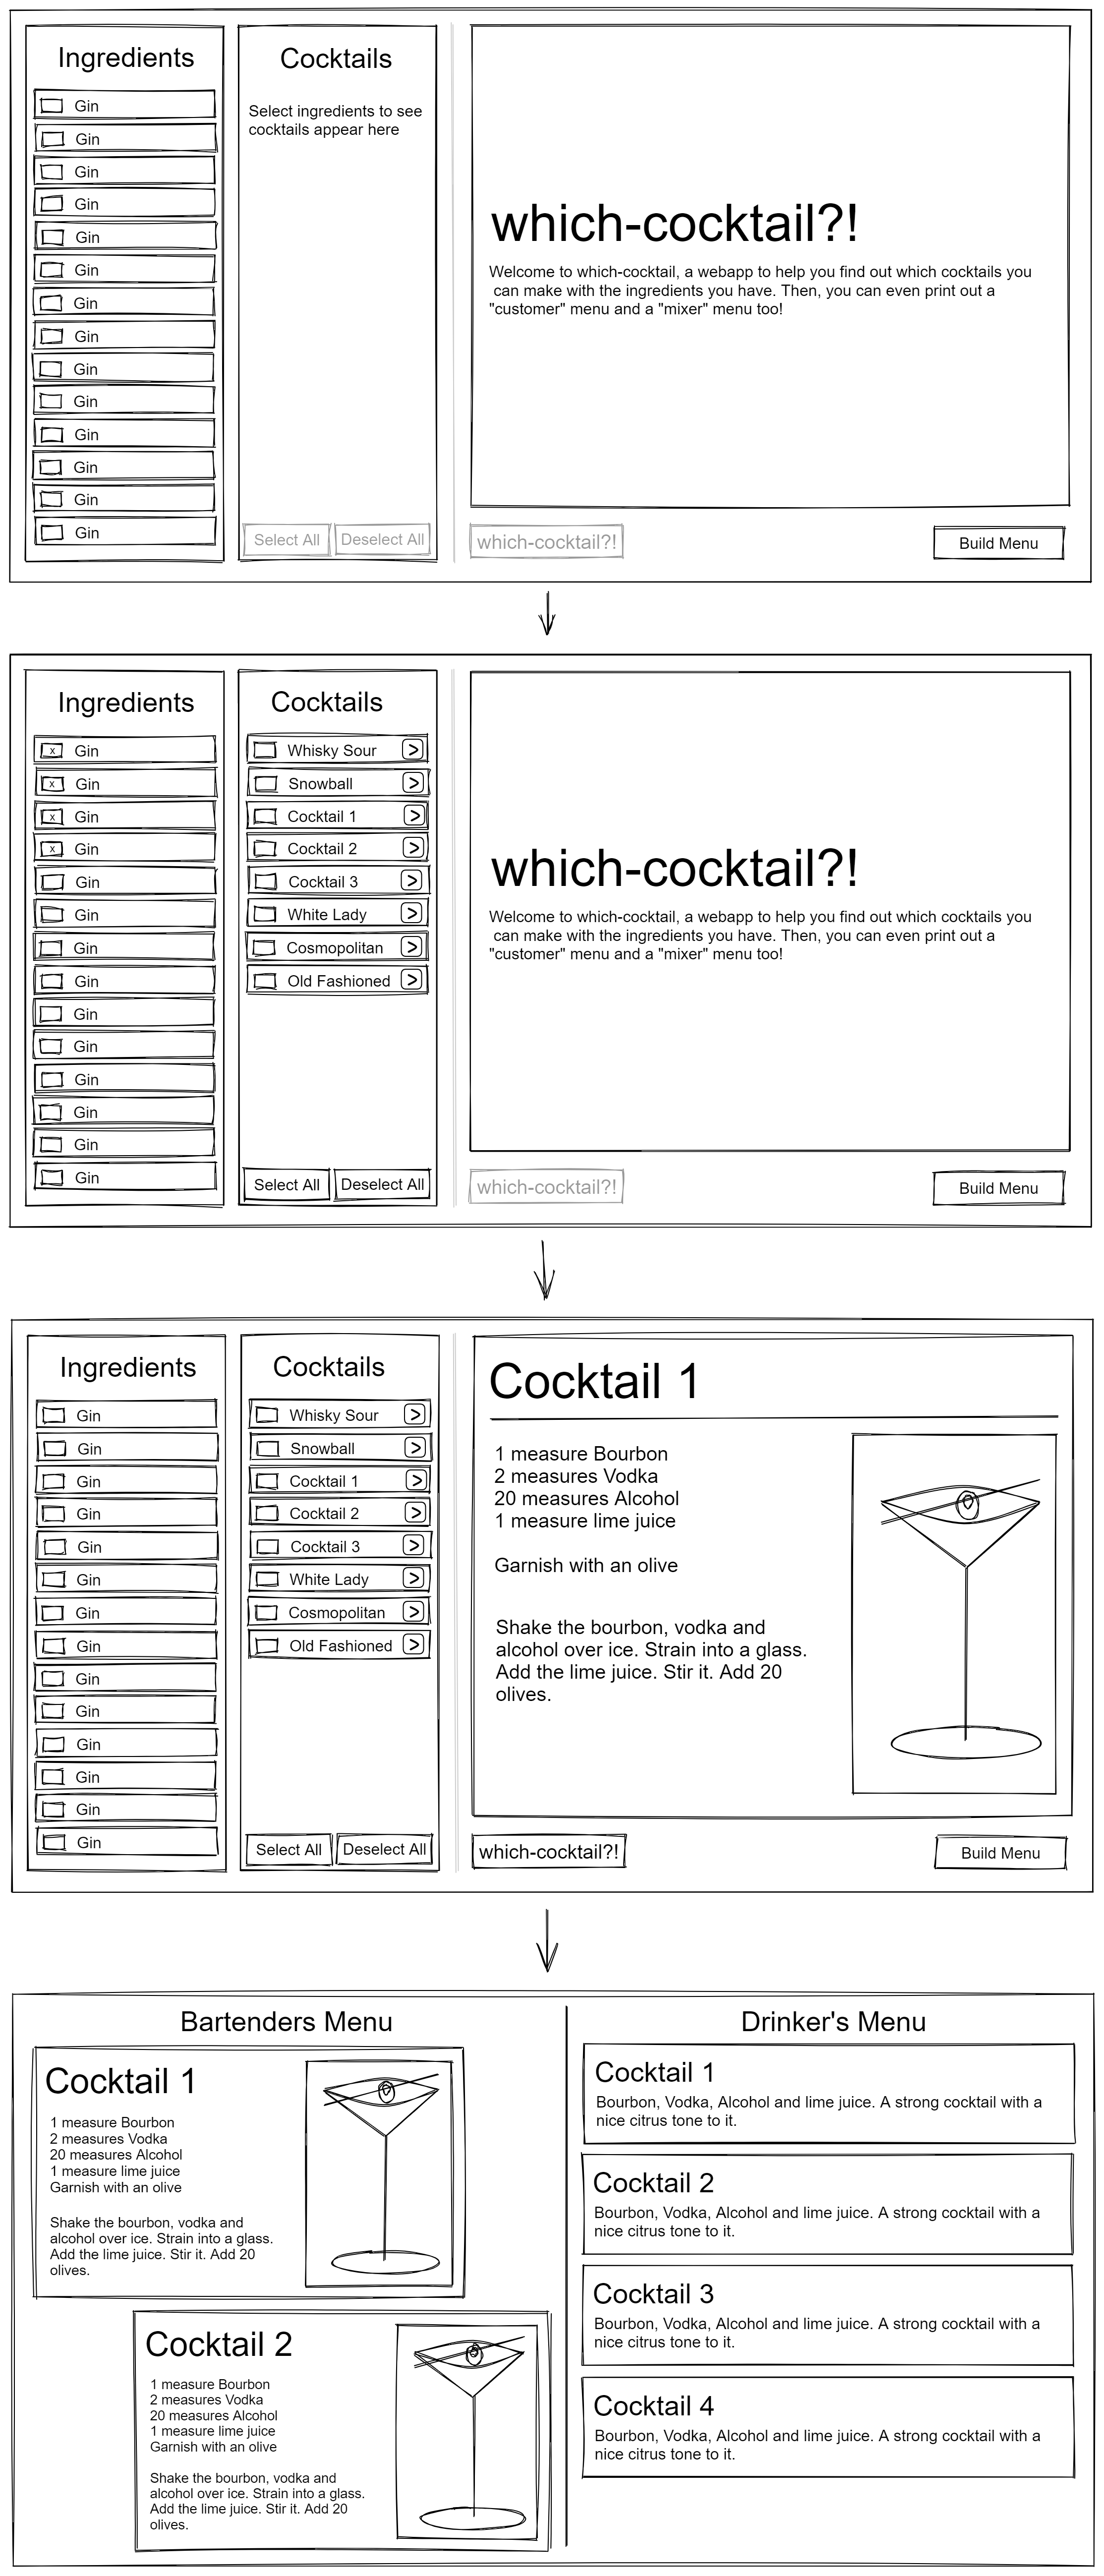 Ingredients
Gin
Gin
Gin
Gin
Gin
Gin
Gin
Gin
Gin
Gin
Gin
Gin
Gin
Gin
Cocktails
Select ingredients to see
cocktails appear here
Select All
Deselect All
which-cocktail?!
Welcome to which-cocktail, a webapp to help you find out which cocktails you
can make with the ingredients you have. Then, you can even print out a
"customer" menu and a "mixer" menu too!
which-cocktail?!
Build Menu
Ingredients
x Gin
x Gin
x Gin
x Gin
Gin
Gin
Gin
Gin
Gin
Gin
Gin
Gin
Gin
Gin
Cocktails
Whisky Sour >
Snowball >
Cocktail 1 >
Cocktail 2 >
Cocktail 3 >
White Lady >
Cosmopolitan >
Old Fashioned >
Select All
Deselect All
which-cocktail?!
Welcome to which-cocktail, a webapp to help you find out which cocktails you
can make with the ingredients you have. Then, you can even print out a
"customer" menu and a "mixer" menu too!
which-cocktail?!
Build Menu
Ingredients
Gin
Gin
Gin
Gin
Gin
Gin
Gin
Gin
Gin
Gin
Gin
Gin
Gin
Gin
Cocktails
Whisky Sour >
Snowball >
Cocktail 1 >
Cocktail 2 >
Cocktail 3 >
White Lady >
Cosmopolitan >
Old Fashioned >
Select All
Deselect All
Cocktail 1
1 measure Bourbon
2 measures Vodka
20 measures Alcohol
1 measure lime juice
Garnish with an olive
Shake the bourbon, vodka and
alcohol over ice. Strain into a glass.
Add the lime juice. Stir it. Add 20
olives.
which-cocktail?!
Build Menu
Bartenders Menu
Cocktail 1
1 measure Bourbon
2 measures Vodka
20 measures Alcohol
1 measure lime juice
Garnish with an olive
Shake the bourbon, vodka and
alcohol over ice. Strain into a glass.
Add the lime juice. Stir it. Add 20
olives.
Cocktail 2
1 measure Bourbon
2 measures Vodka
20 measures Alcohol
1 measure lime juice
Garnish with an olive
Shake the bourbon, vodka and
alcohol over ice. Strain into a glass.
Add the lime juice. Stir it. Add 20
olives.
Drinker's Menu
Cocktail 1
Bourbon, Vodka, Alcohol and lime juice. A strong cocktail with a
nice citrus tone to it.
Cocktail 2
Bourbon, Vodka, Alcohol and lime juice. A strong cocktail with a
nice citrus tone to it.
Cocktail 3
Bourbon, Vodka, Alcohol and lime juice. A strong cocktail with a
nice citrus tone to it.
Cocktail 4
Bourbon, Vodka, Alcohol and lime juice. A strong cocktail with a
nice citrus tone to it.